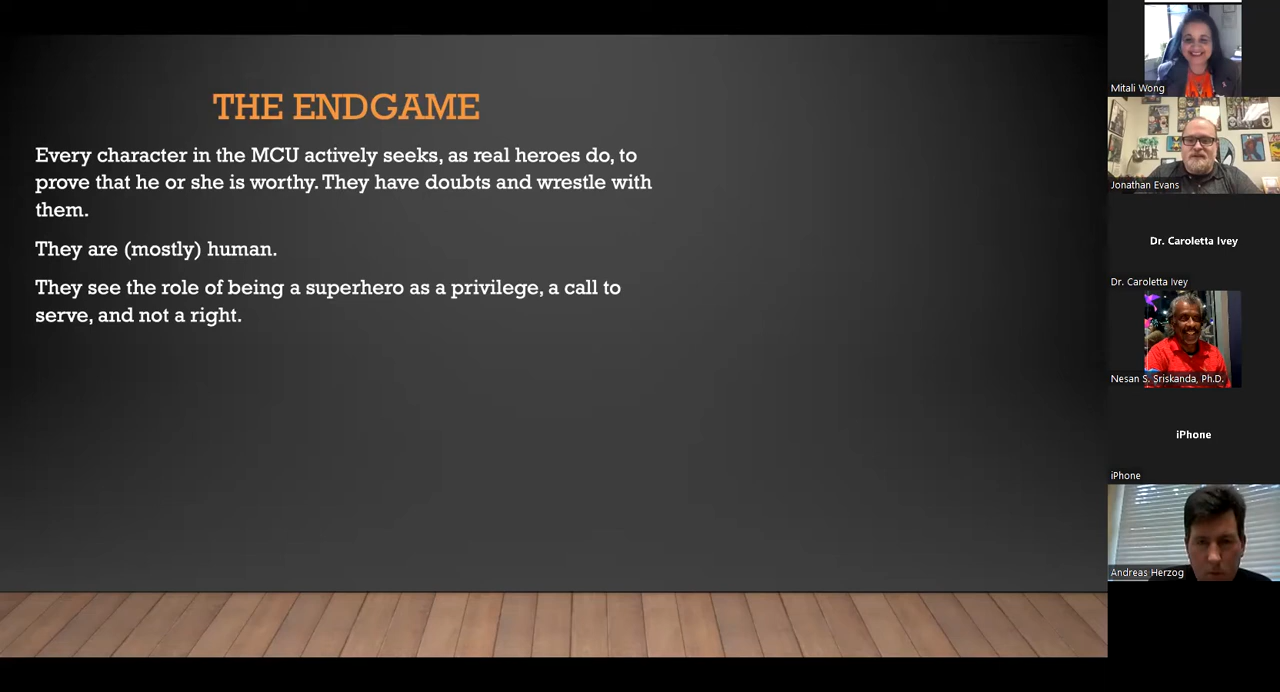 THE ENDGAME
Every character in the MCU actively seeks, as real heroes do, to
prove that he or she is worthy. They have doubts and wrestle with
them.
They are (mostly) human.
They see the role of being a superhero as a privilege, a call to
serve, and not a right.
Mitali Wong
Jonathan Evans
Dr. Caroletta Ivey
Dr. Caroletta Ivey
Nesan S. Sriskanda, Ph.D.
iPhone
iPhone
Andreas Herzog